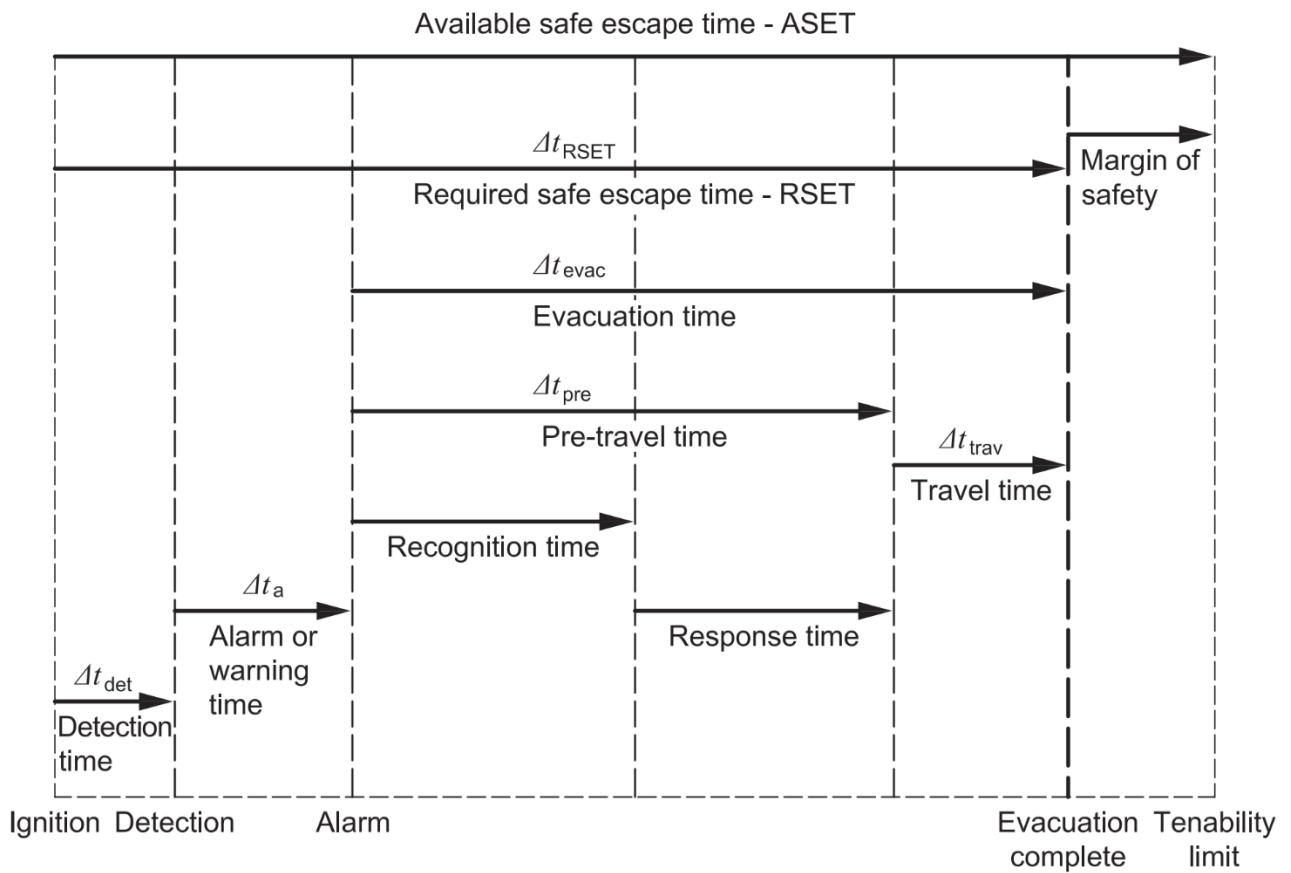 Available safe escape time - ASET
Δt RSET
Required safe escape time - RSET
Margin of
safety
Δt evac
Evacuation time
Δt pre
Pre-travel time
Δt trav
Travel time
Recognition time
Δt a
Alarm or
warning
time
Response time
Δt det
Detection
time
Ignition Detection Alarm Evacuation Tenability
complete limit